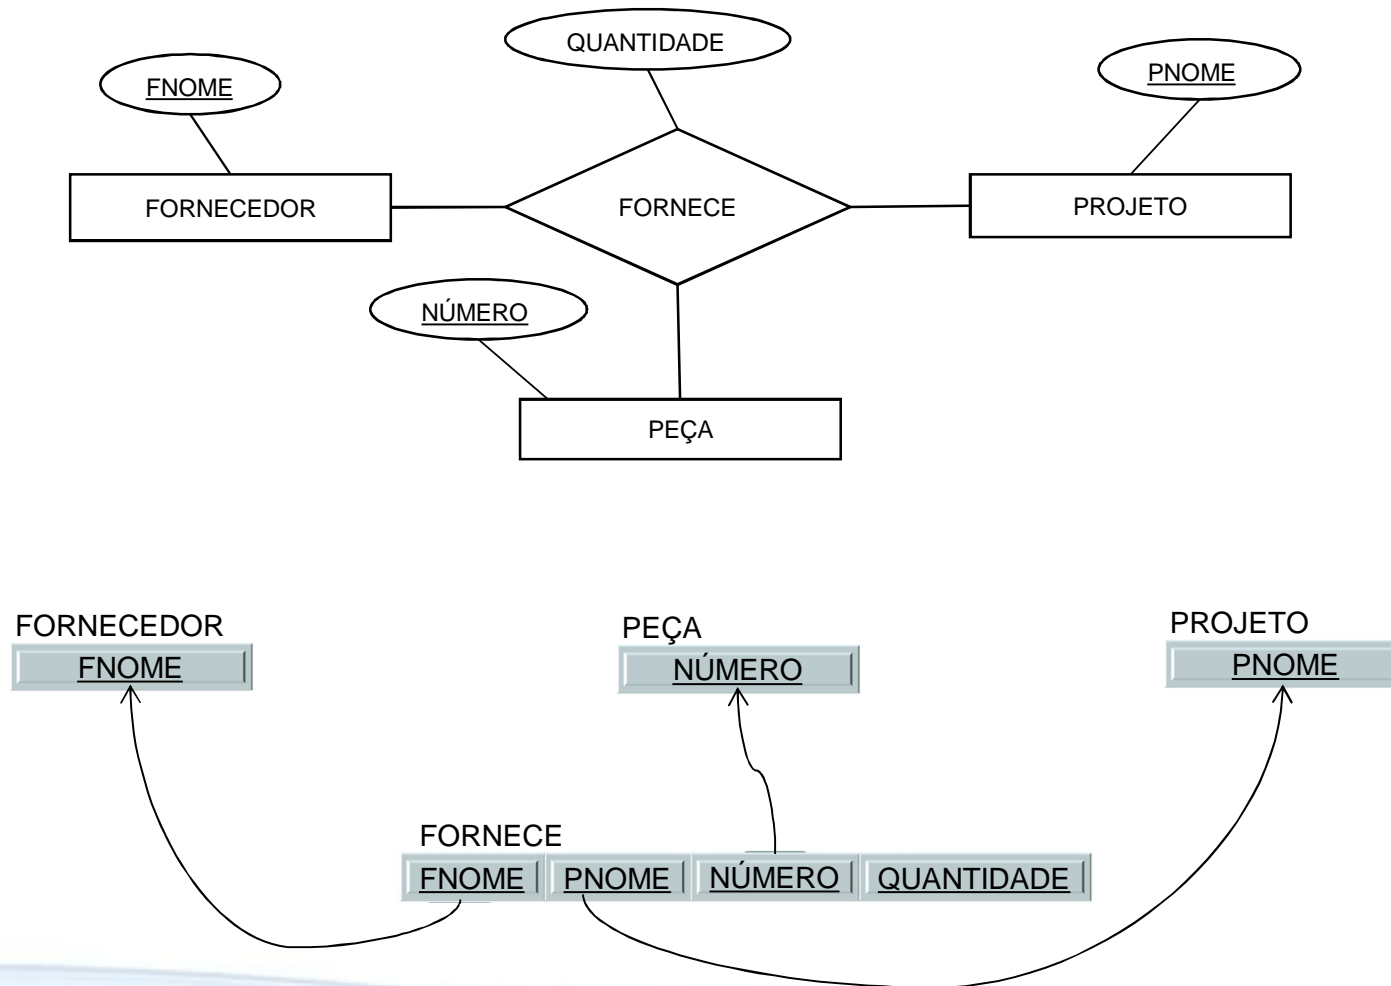 QUANTIDADE
FNOME
PNOME
FORNECEDOR
FORNECE
PROJETO
NÚMERO
PEÇA
FORNECEDOR
FNOME
PEÇA
NÚMERO
PROJETO
PNOME
FORNECE
FNOME PNOME NÚMERO QUANTIDADE